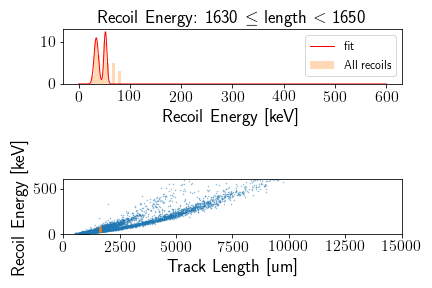 Recoil Energy: 1630 ≤ length < 1650
10
0
fit
All recoils
0 100 200 300 400 500 600
Recoil Energy [keV]
Recoil Energy [keV]
500
0
0 2500 5000 7500 10000 12500 15000
Track Length [um]